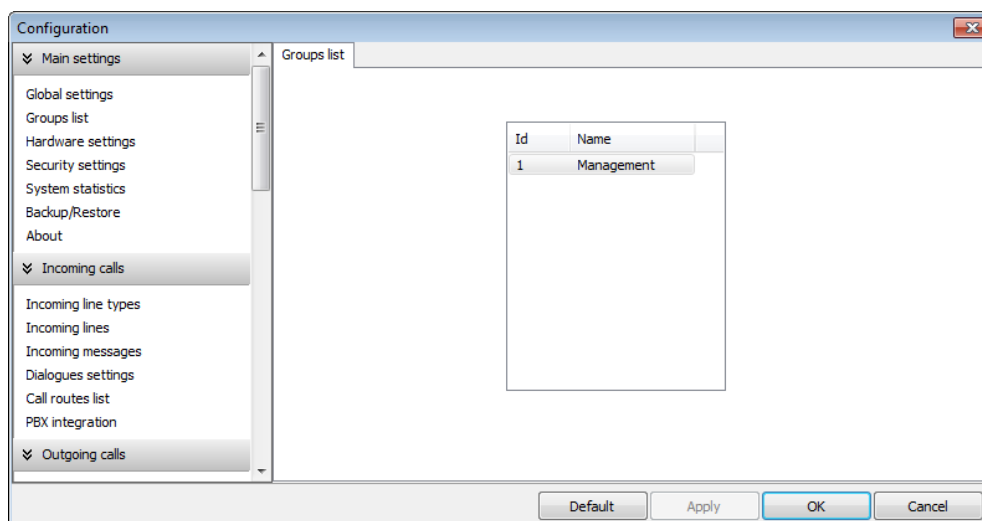 Configuration
Main settings
Global settings
Groups list
Hardware settings
Security settings
System statistics
Backup/Restore
About
Incoming calls
Incoming line types
Incoming lines
Incoming messages
Dialogues settings
Call routes list
PBX integration
Outgoing calls
Groups list
Id Name
1 Management
Default Apply OK Cancel